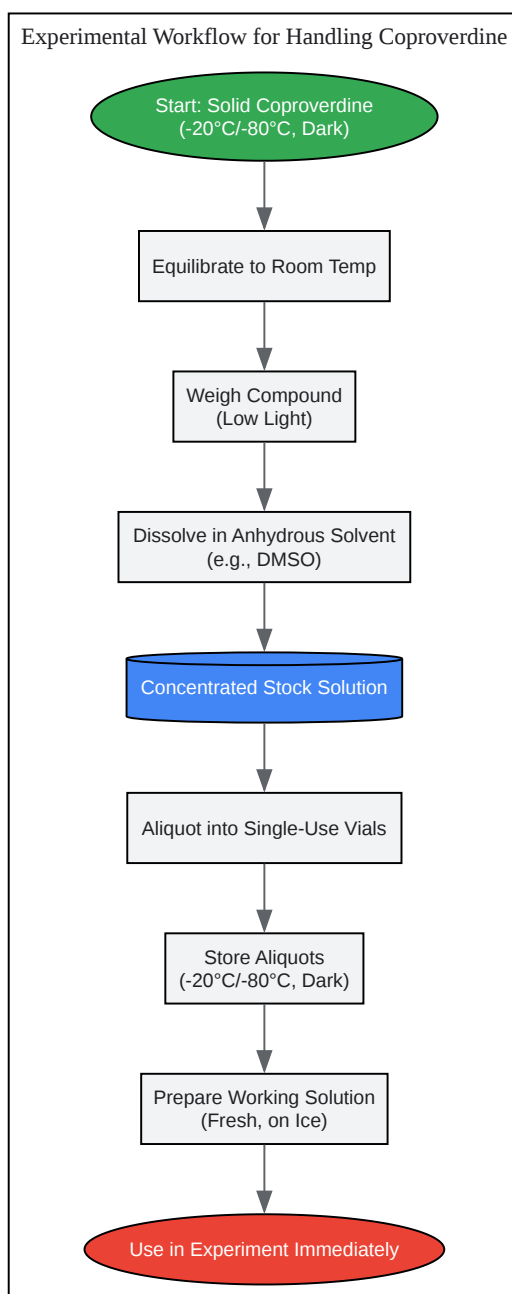 Experimental Workflow for Handling Coproverdine
Start: Solid Coproverdine
(-20°C/-80°C, Dark)
Equilibrate to Room Temp
Weigh Compound
(Low Light)
Dissolve in Anhydrous Solvent
(e.g., DMSO)
Concentrated Stock Solution
Aliquot into Single-Use Vials
Store Aliquots
(-20°C/-80°C, Dark)
Prepare Working Solution
(Fresh, on Ice)
Use in Experiment Immediately